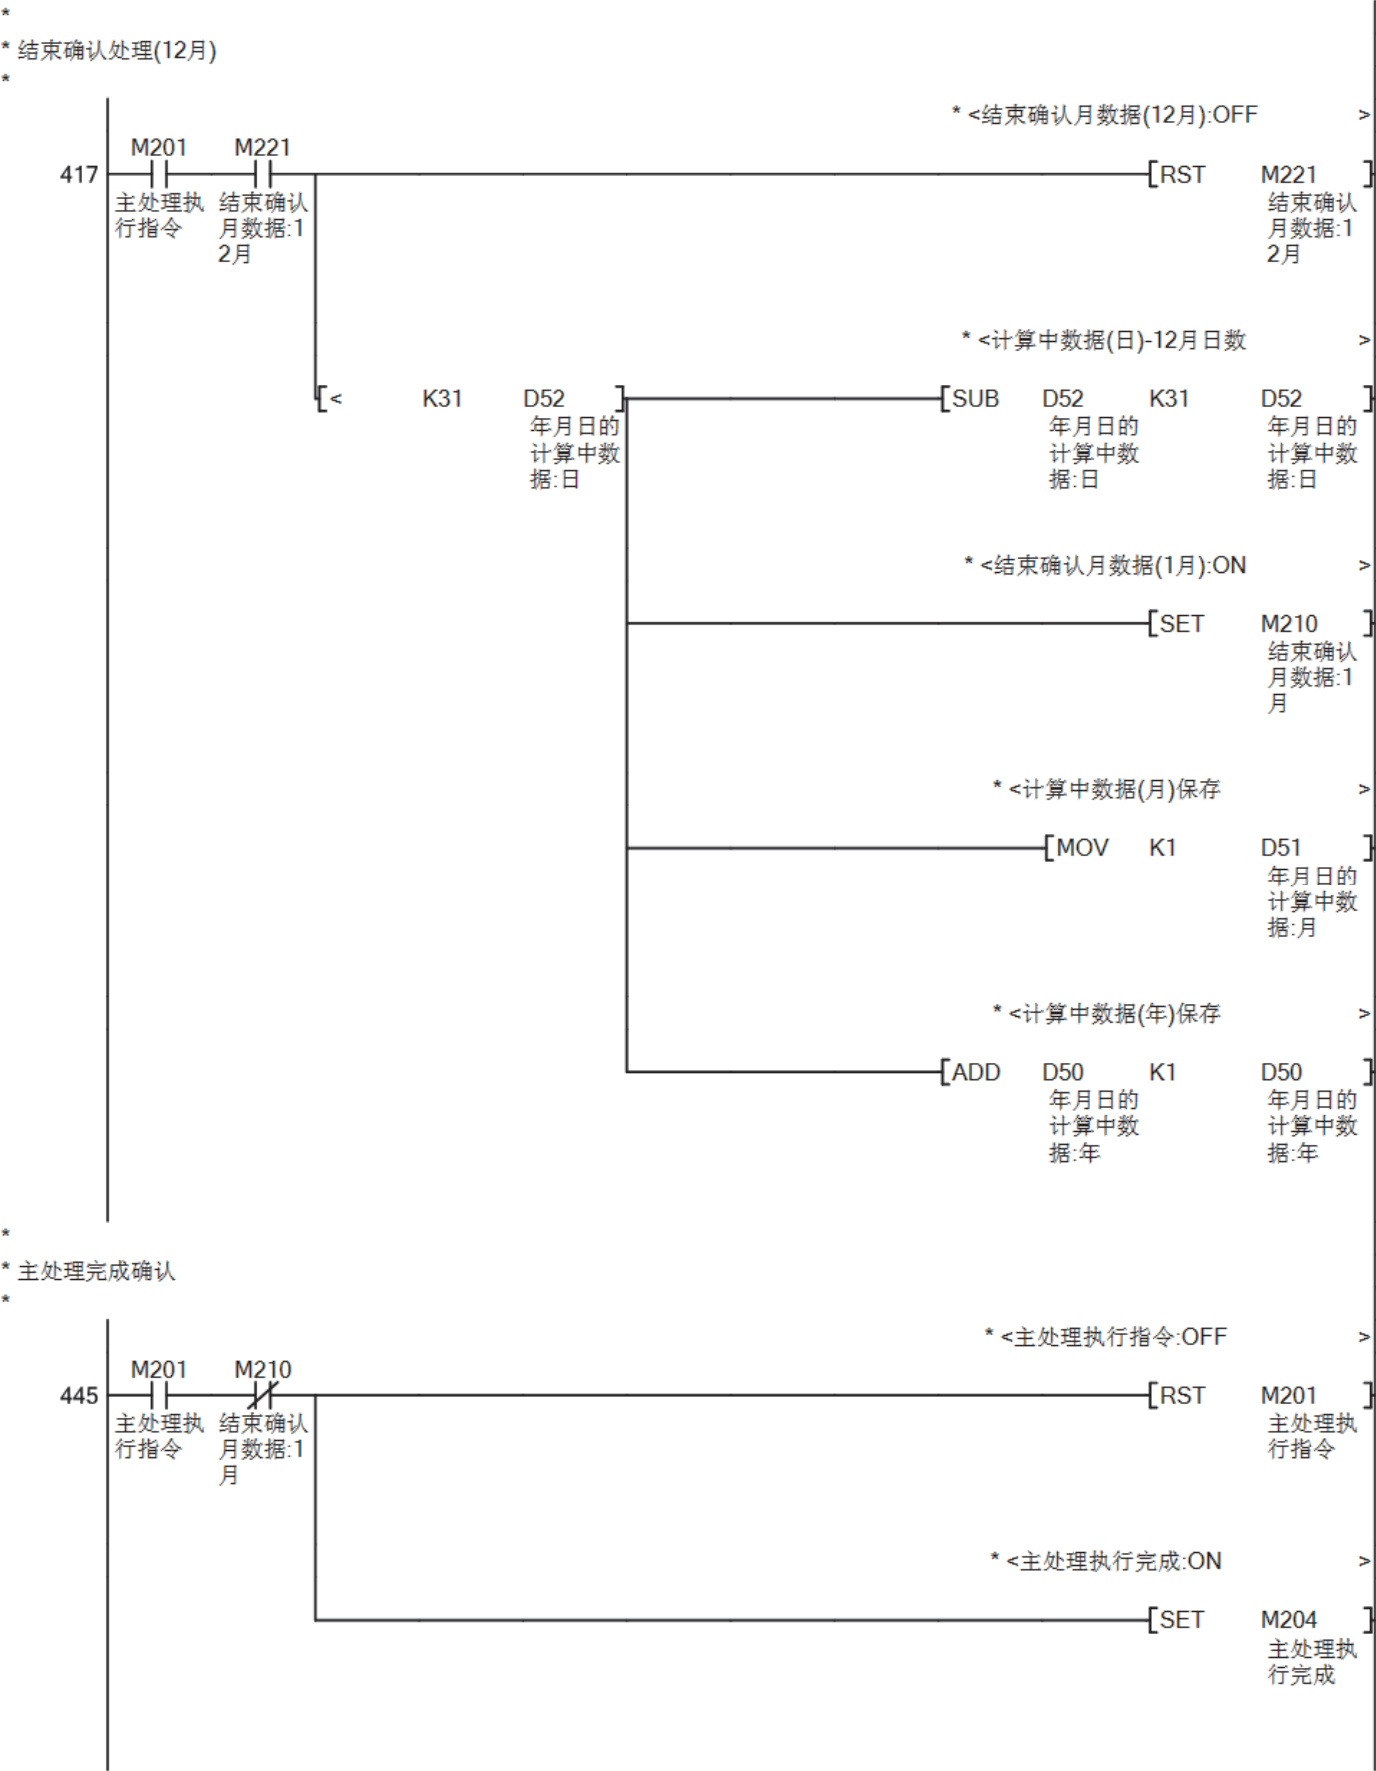 *
* 结束确认处理(12月)
*
* <结束确认月数据(12月):OFF >
M201 M221
417 [RST M221 ]
主处理执 结束确认 结束确认
行指令 月数据:1 月数据:1
2月 2月
* <计算中数据(日)-12月日数 >
[< K31 D52 ] [SUB D52 K31 D52 ]
年月日的 年月日的 年月日的
计算中数 计算中数 计算中数
据:日 据:日 据:日
* <结束确认月数据(1月):ON >
[SET M210 ]
结束确认
月数据:1
月
* <计算中数据(月)保存 >
[MOV K1 D51 ]
年月日的
计算中数
据:月
* <计算中数据(年)保存 >
[ADD D50 K1 D50 ]
年月日的 年月日的
计算中数 计算中数
据:年 据:年
*
* 主处理完成确认
*
* <主处理执行指令:OFF >
M201 M210
445 [RST M201 ]
主处理执 结束确认 主处理执
行指令 月数据:1 行指令
月
* <主处理执行完成:ON >
[SET M204 ]
主处理执
行完成